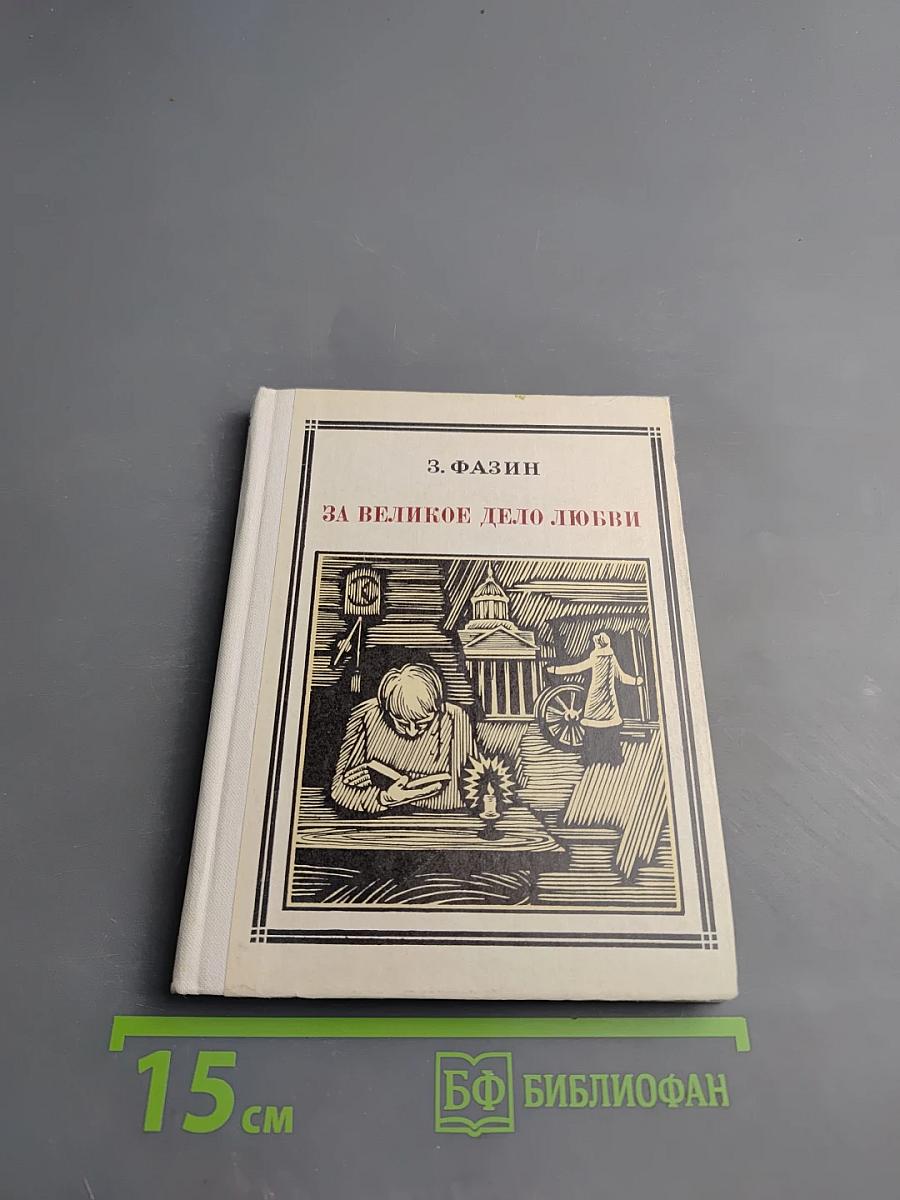 З. ФАЗИН
ЗА ВЕЛИКОЕ ДЕЛО ЛЮБВИ
15 см
БФ БИБЛИОФАН